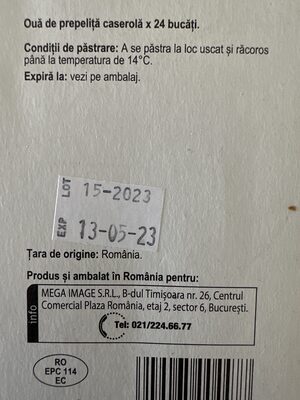 Ouă de prepeliță caserolă x 24 bucăți.
Condiții de păstrare: A se păstra la loc uscat și răcoros
până la temperatura de 14°C.
Expiră la: vezi pe ambalaj.
LOT 15-2023
EXP 13-05-23
Țara de origine: România.
Produs și ambalat în România pentru:
info
MEGA IMAGE S.R.L., B-dul Timișoara nr. 26, Centrul
Comercial Plaza România, etaj 2, sector 6, București.
Tel: 021/224.66.77
RO
EPC 114
EC